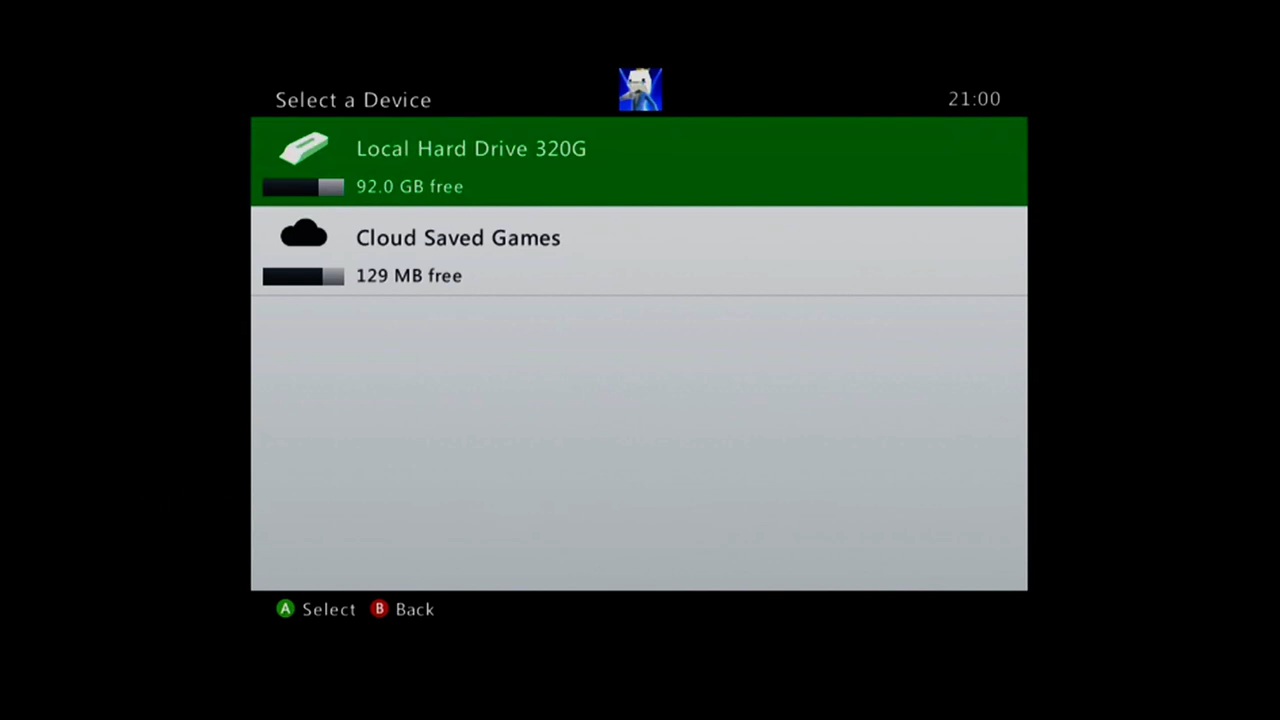 Select a Device
21:00
Local Hard Drive 320G
92.0 GB free
Cloud Saved Games
129 MB free
A Select B Back